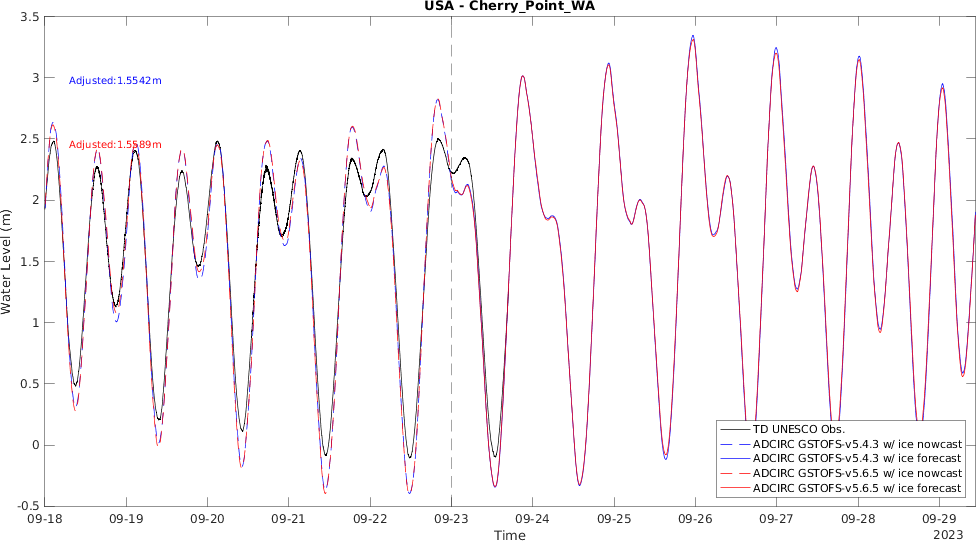 USA - Cherry_Point_WA
3.5
3
2.5
2
1.5
1
0.5
0
-0.5
Water Level (m)
Adjusted:1.5542m
Adjusted:1.5589m
TD UNESCO Obs.
ADCIRC GSTOFS-v5.4.3 w/ ice nowcast
ADCIRC GSTOFS-v5.4.3 w/ ice forecast
ADCIRC GSTOFS-v5.6.5 w/ ice nowcast
ADCIRC GSTOFS-v5.6.5 w/ ice forecast
09-18 09-19 09-20 09-21 09-22 09-23 09-24 09-25 09-26 09-27 09-28 09-29
Time
2023